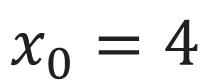 x₀ = 4